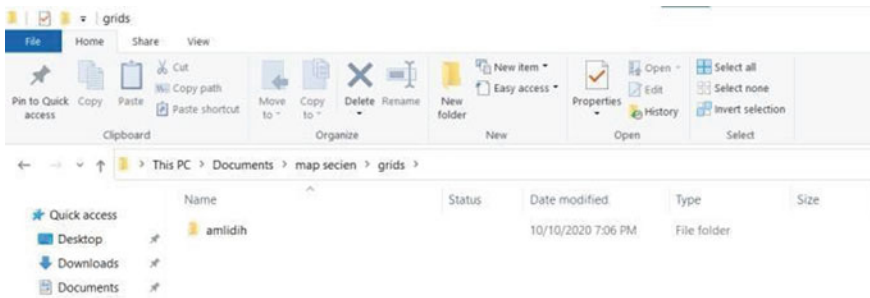 grids
File Home Share View
Pin to Quick access
Copy
Paste
Cut
Copy path
Paste shortcut
Clipboard
Move to
Copy to
Delete
Rename
Organize
New folder
New item
Easy access
New
Properties
Open
Edit
History
Open
Select all
Select none
Invert selection
Select
This PC > Documents > map secien > grids >
Name Status Date modified Type Size
Quick access
Desktop
Downloads
Documents
amlidih 10/10/2020 7:06 PM File folder